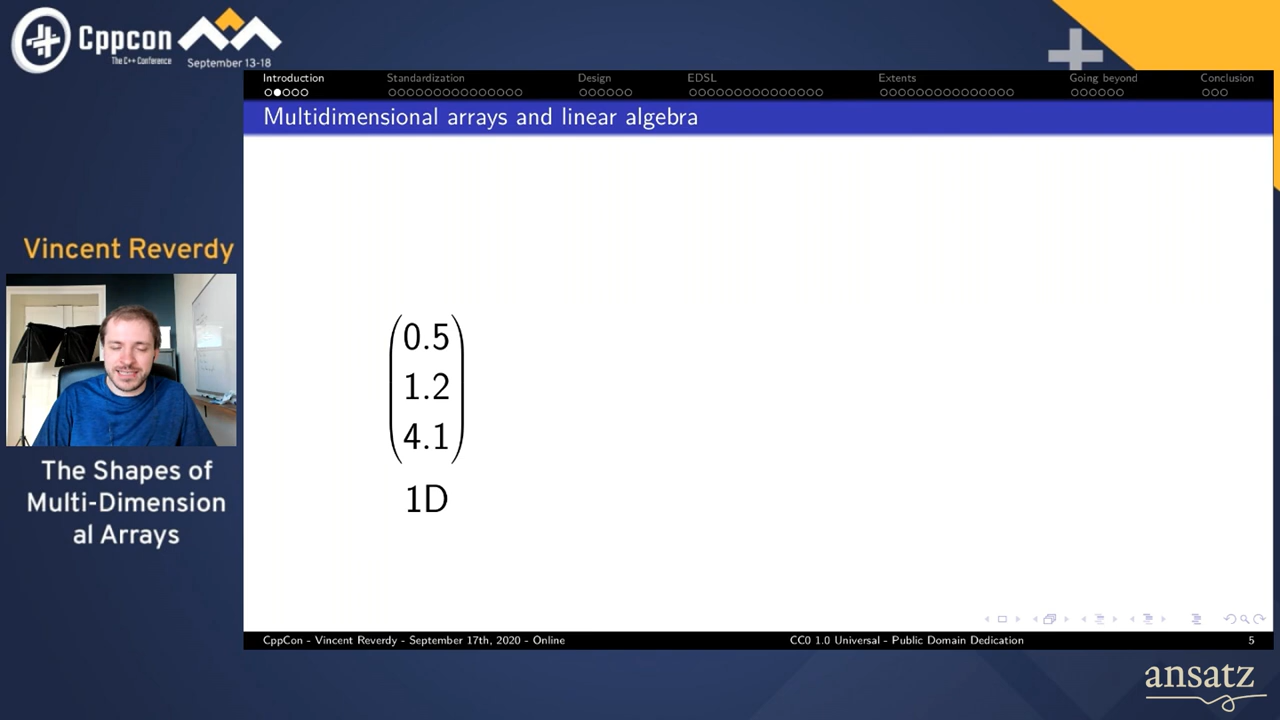 Cppcon
The C++ Conference
September 13-18
Introduction Standardization Design EDSL Extents Going beyond Conclusion
Multidimensional arrays and linear algebra
Vincent Reverdy
0.5
1.2
4.1
1D
The Shapes of
Multi-Dimension
al Arrays
CppCon - Vincent Reverdy - September 17th, 2020 - Online CC0 1.0 Universal - Public Domain Dedication 5
ansatz